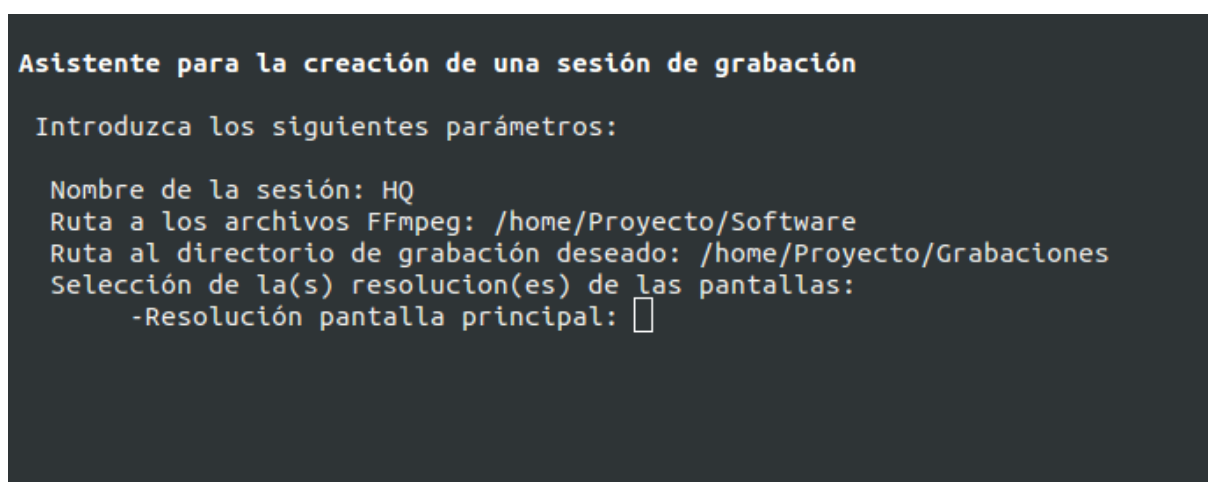 Asistente para la creación de una sesión de grabación
Introduzca los siguientes parámetros:
Nombre de la sesión: HQ
Ruta a los archivos FFmpeg: /home/Proyecto/Software
Ruta al directorio de grabación deseado: /home/Proyecto/Grabaciones
Selección de la(s) resolucion(es) de las pantallas:
-Resolución pantalla principal: